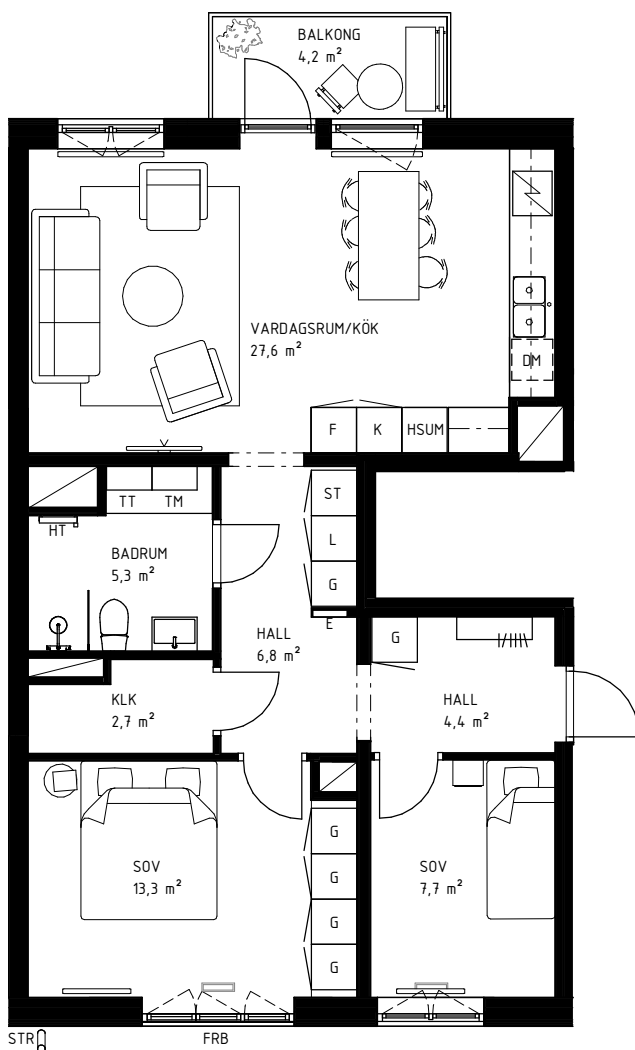 BALKONG
4,2 m²
VARDAGSRUM/KÖK
27,6 m²
DM
F
K
HSUM
TT
TM
ST
HT
L
BADRUM
5,3 m²
G
E
HALL
6,8 m²
G
KLK
2,7 m²
HALL
4,4 m²
G
SOV
13,3 m²
G
SOV
7,7 m²
G
G
STR
FRB